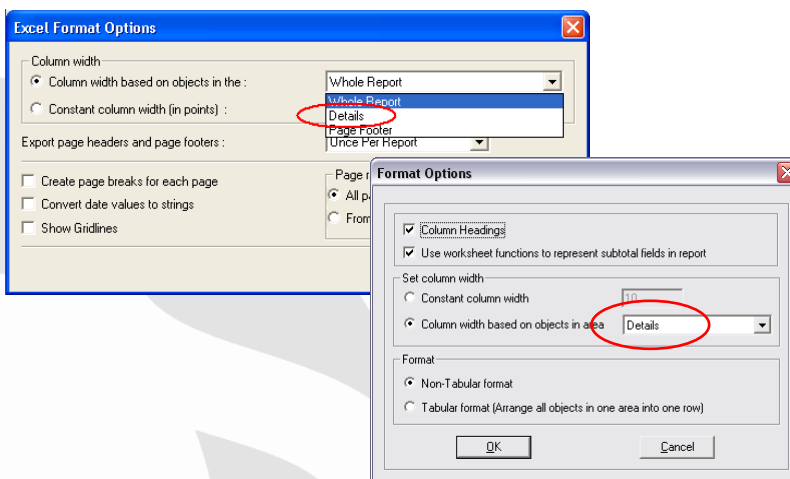 Excel Format Options
Column width
Column width based on objects in the :
Whole Report
Whole Report
Constant column width (in points) :
Details
Page Footer
Export page headers and page footers :
Once Per Report
Create page breaks for each page
Page r
Convert date values to strings
All p
Show Gridlines
From
Format Options
Column Headings
Use worksheet functions to represent subtotal fields in report
Set column width
Constant column width
10
Column width based on objects in area
Details
Format
Non-Tabular format
Tabular format (Arrange all objects in one area into one row)
OK
Cancel